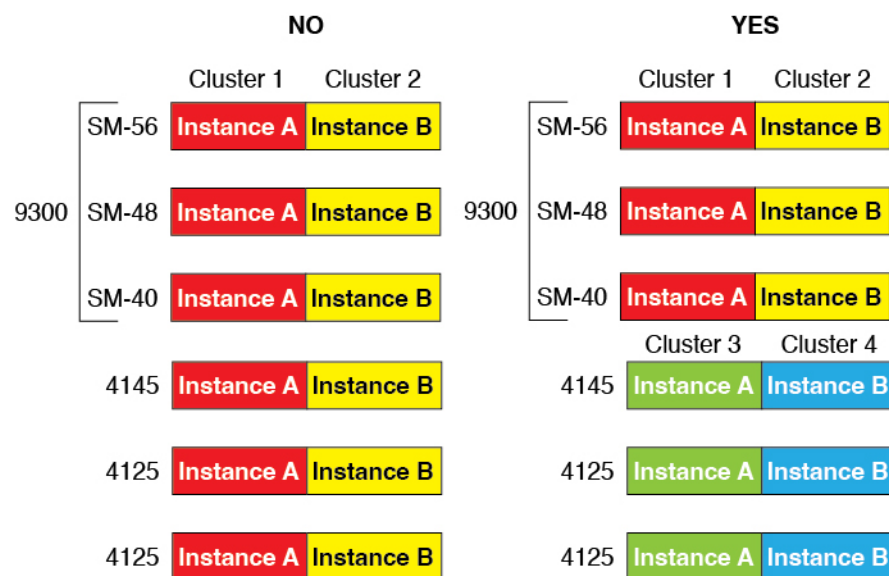 NO
Cluster 1 Cluster 2
SM-56 Instance A Instance B
9300 SM-48 Instance A Instance B
SM-40 Instance A Instance B
4145 Instance A Instance B
4125 Instance A Instance B
4125 Instance A Instance B
YES
Cluster 1 Cluster 2
SM-56 Instance A Instance B
9300 SM-48 Instance A Instance B
SM-40 Instance A Instance B
Cluster 3 Cluster 4
4145 Instance A Instance B
4125 Instance A Instance B
4125 Instance A Instance B